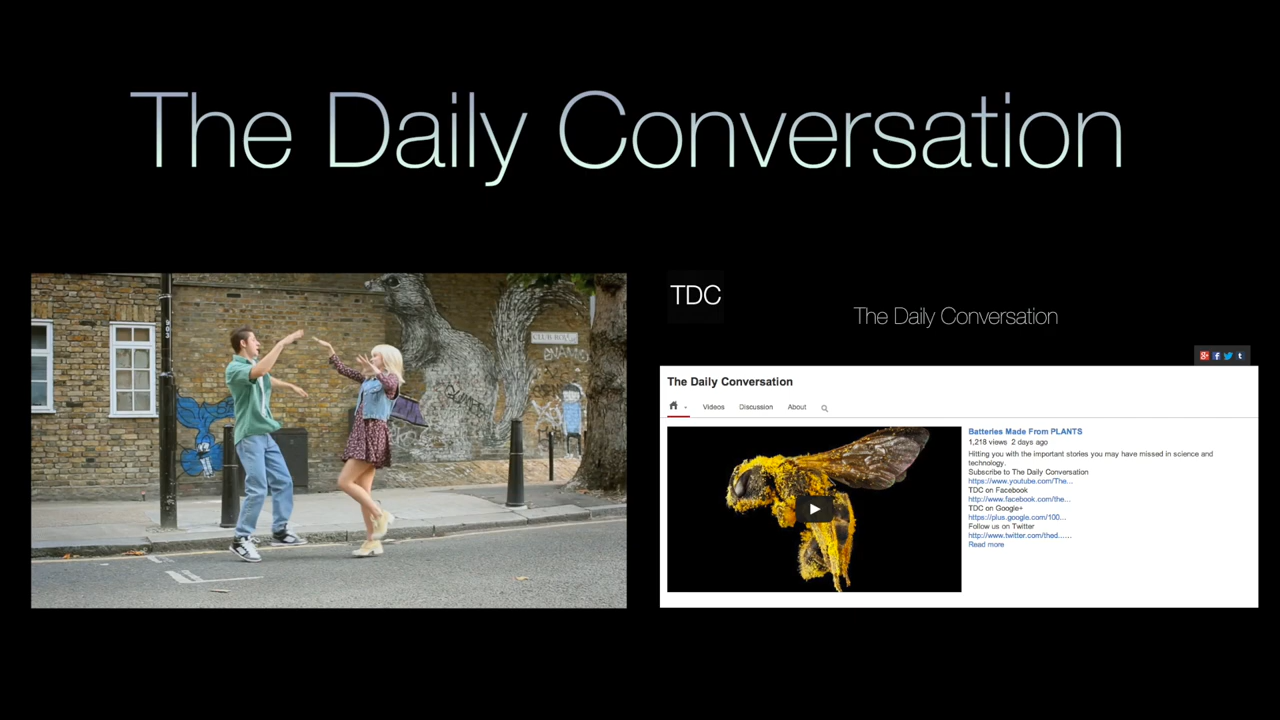 The Daily Conversation
CLUB ROW
TDC
The Daily Conversation
The Daily Conversation
Videos Discussion About
Batteries Made From PLANTS
1,218 views 2 days ago
Hitting you with the important stories you may have missed in science and
technology.
Subscribe to The Daily Conversation
https://www.youtube.com/The...
TDC on Facebook
http://www.facebook.com/the...
TDC on Google+
https://plus.google.com/100...
Follow us on Twitter
http://www.twitter.com/thed......
Read more